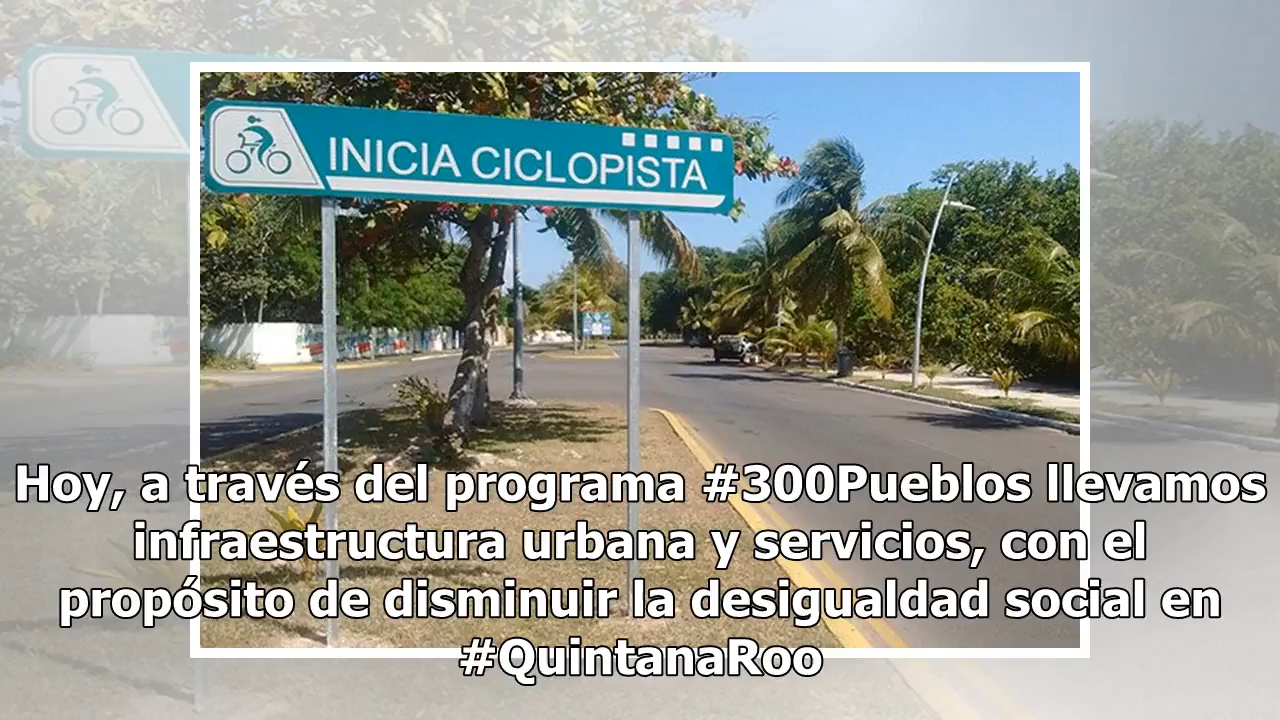 INICIA CICLOPISTA
Hoy, a través del programa #300Pueblos llevamos
infraestructura urbana y servicios, con el
propósito de disminuir la desigualdad social en
#QuintanaRoo